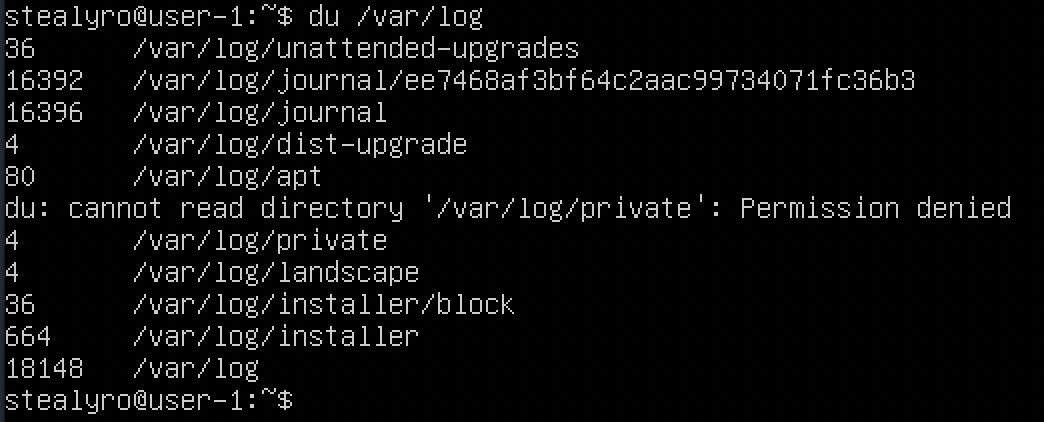 stealyro@user-1:~$ du /var/log
36 /var/log/unattended-upgrades
16392 /var/log/journal/ee7468af3bf64c2aac99734071fc36b3
16396 /var/log/journal
4 /var/log/dist-upgrade
80 /var/log/apt
du: cannot read directory '/var/log/private': Permission denied
4 /var/log/private
4 /var/log/landscape
36 /var/log/installer/block
664 /var/log/installer
18148 /var/log
stealyro@user-1:~$